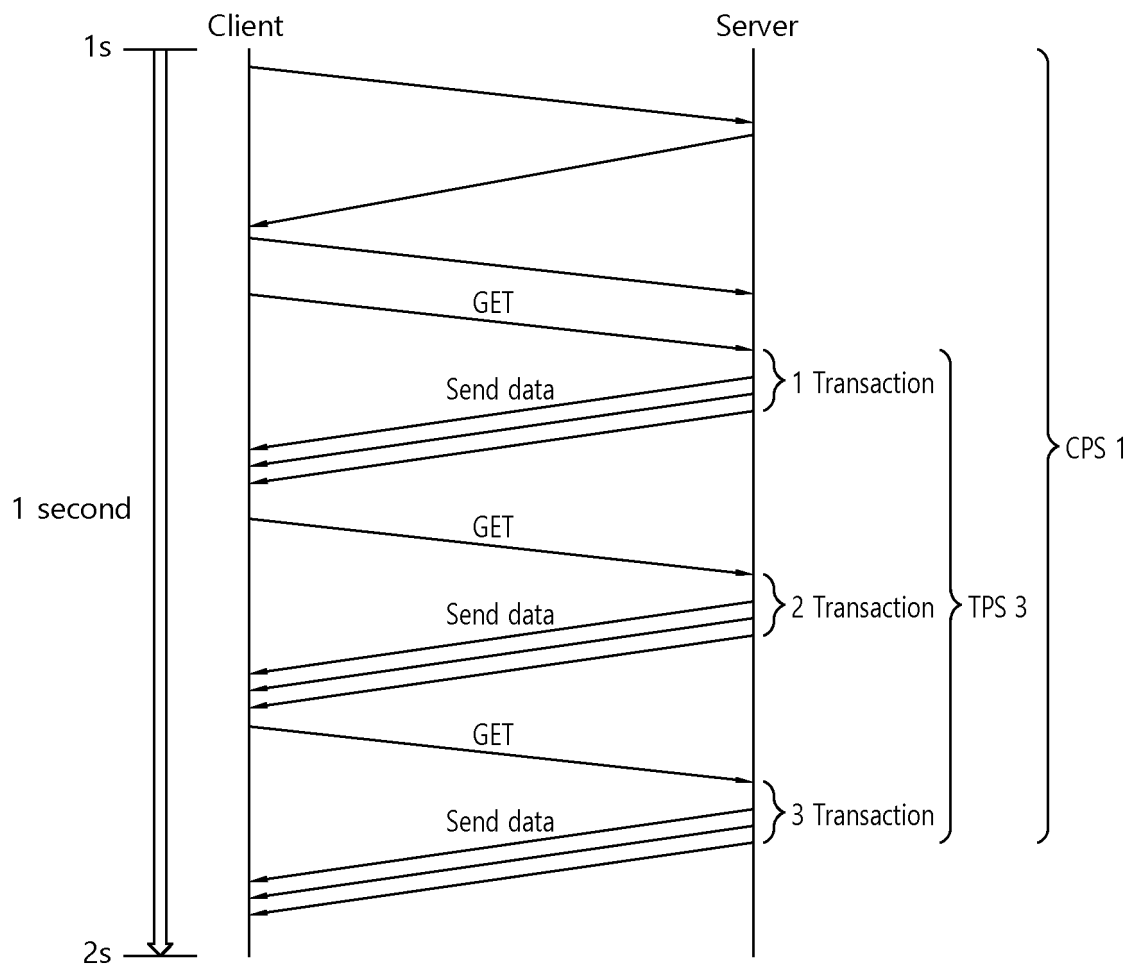 Client
Server
1s
GET
1 Transaction
Send data
CPS 1
1 second
GET
2 Transaction
TPS 3
Send data
GET
3 Transaction
Send data
2s